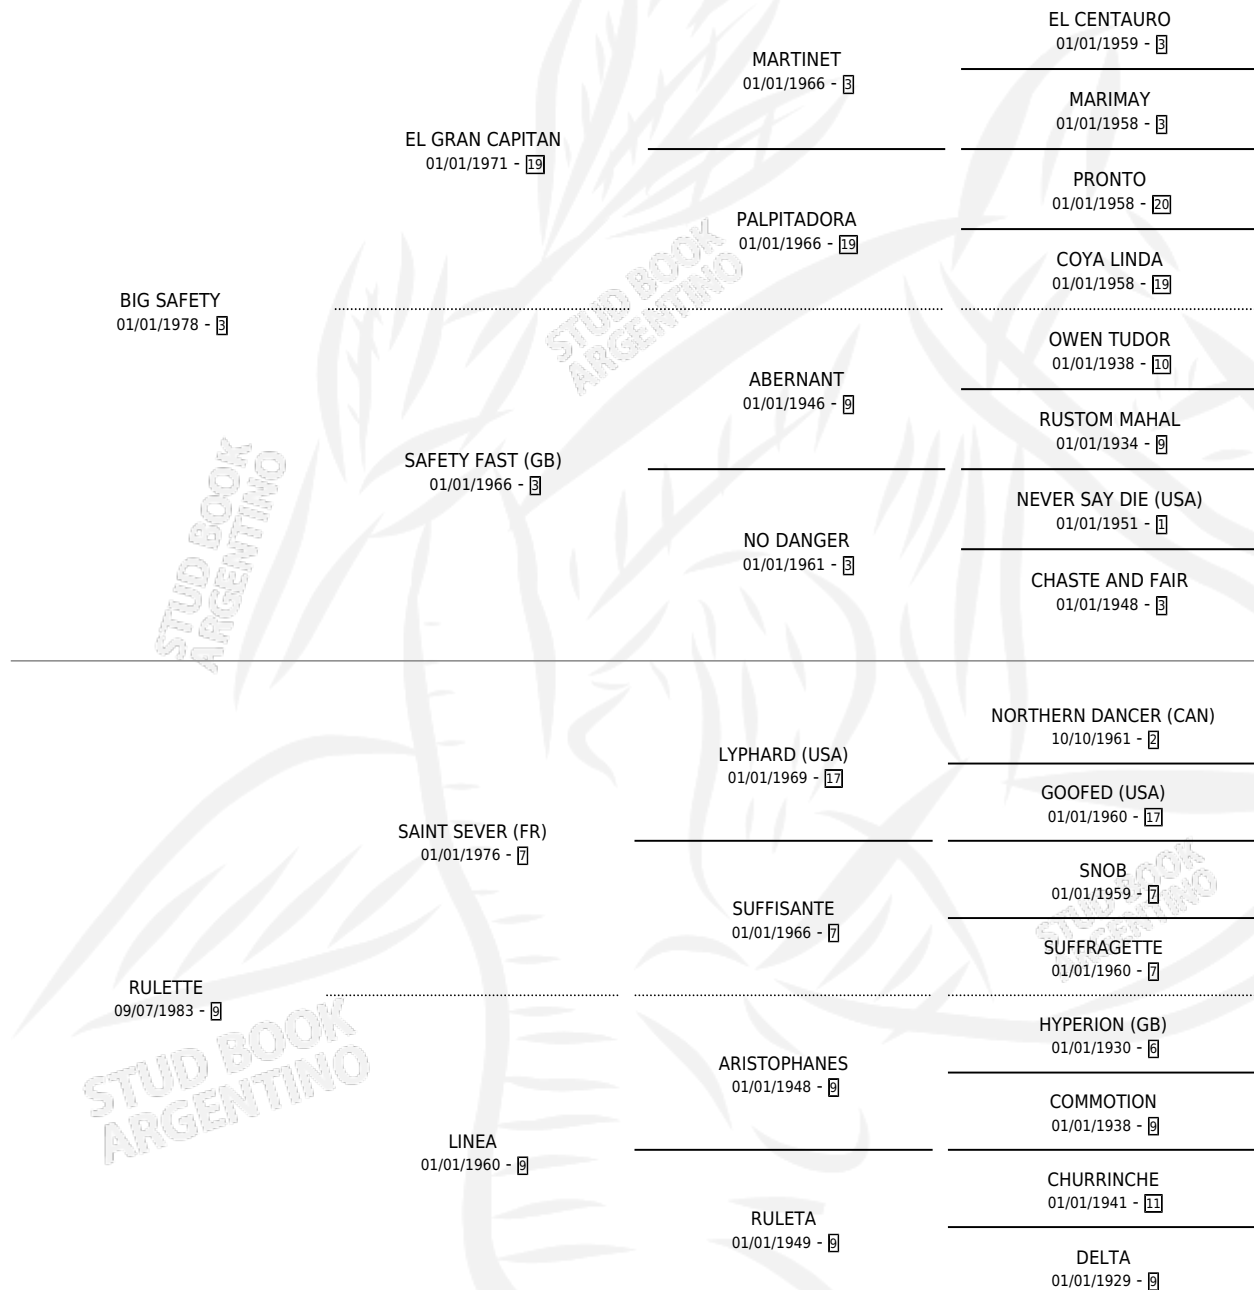 EL CENTAURO
01/01/1959 - 3
MARTINET
01/01/1966 - 3
MARIMAY
01/01/1958 - 3
EL GRAN CAPITAN
01/01/1971 - 19
PRONTO
01/01/1958 - 20
PALPITADORA
01/01/1966 - 19
COYA LINDA
01/01/1958 - 19
STUD BOOK
ARGENTINO
BIG SAFETY
01/01/1978 - 3
OWEN TUDOR
01/01/1938 - 10
ABERNANT
01/01/1946 - 9
RUSTOM MAHAL
01/01/1934 - 9
SAFETY FAST (GB)
01/01/1966 - 3
NEVER SAY DIE (USA)
01/01/1951 - 1
NO DANGER
01/01/1961 - 3
CHASTE AND FAIR
01/01/1948 - 3
STUD BOOK
ARGENTINO
NORTHERN DANCER (CAN)
10/10/1961 - 2
LYPHARD (USA)
01/01/1969 - 17
GOOFED (USA)
01/01/1960 - 17
SAINT SEVER (FR)
01/01/1976 - 7
SNOB
01/01/1959 - 7
SUFFISANTE
01/01/1966 - 7
SUFFRAGETTE
01/01/1960 - 7
STUD BOOK
ARGENTINO
RULETTE
09/07/1983 - 9
HYPERION (GB)
01/01/1930 - 6
ARISTOPHANES
01/01/1948 - 9
COMMOTION
01/01/1938 - 9
STUD BOOK
ARGENTINO
LINEA
01/01/1960 - 9
CHURRINCHE
01/01/1941 - 11
RULETA
01/01/1949 - 9
DELTA
01/01/1929 - 9